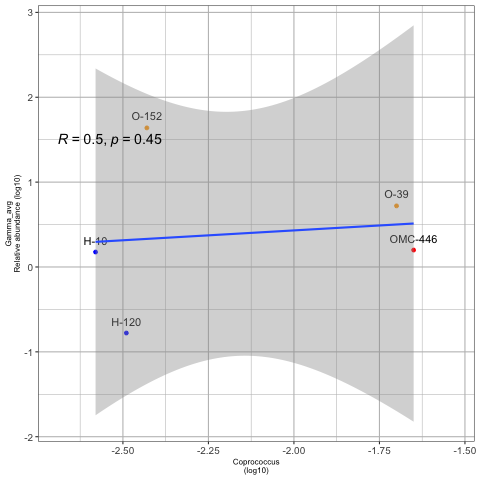 3
2
1
0
-1
-2
Gamma_avg
Relative abundance (log10)
O-152
R = 0.5, p = 0.45
O-39
H-10
OMC-446
H-120
-2.50 -2.25 -2.00 -1.75 -1.50
Coprococcus
(log10)